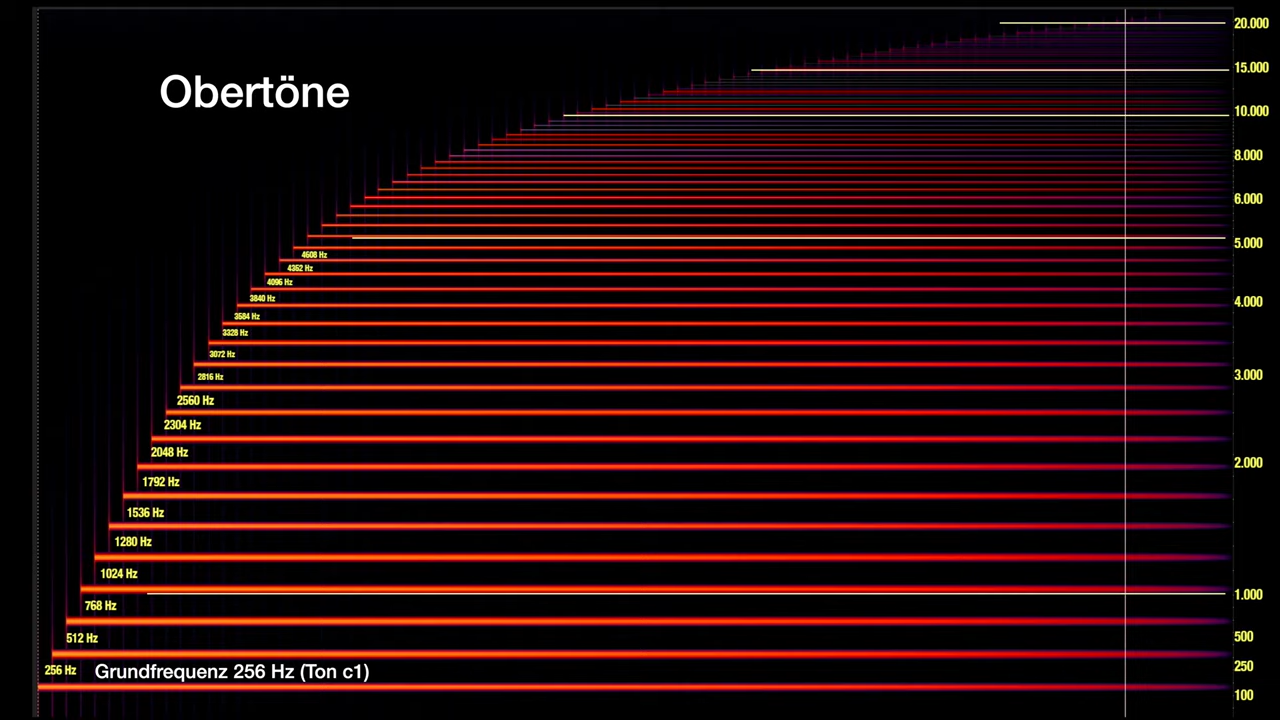 20.000
15.000
Obertöne
10.000
8.000
6.000
5.000
4608 Hz
4352 Hz
4096 Hz
3840 Hz
4.000
3584 Hz
3328 Hz
3072 Hz
2816 Hz
3.000
2560 Hz
2304 Hz
2048 Hz
2.000
1792 Hz
1536 Hz
1280 Hz
1024 Hz
1.000
768 Hz
512 Hz
500
256 Hz Grundfrequenz 256 Hz (Ton c1)
250
100